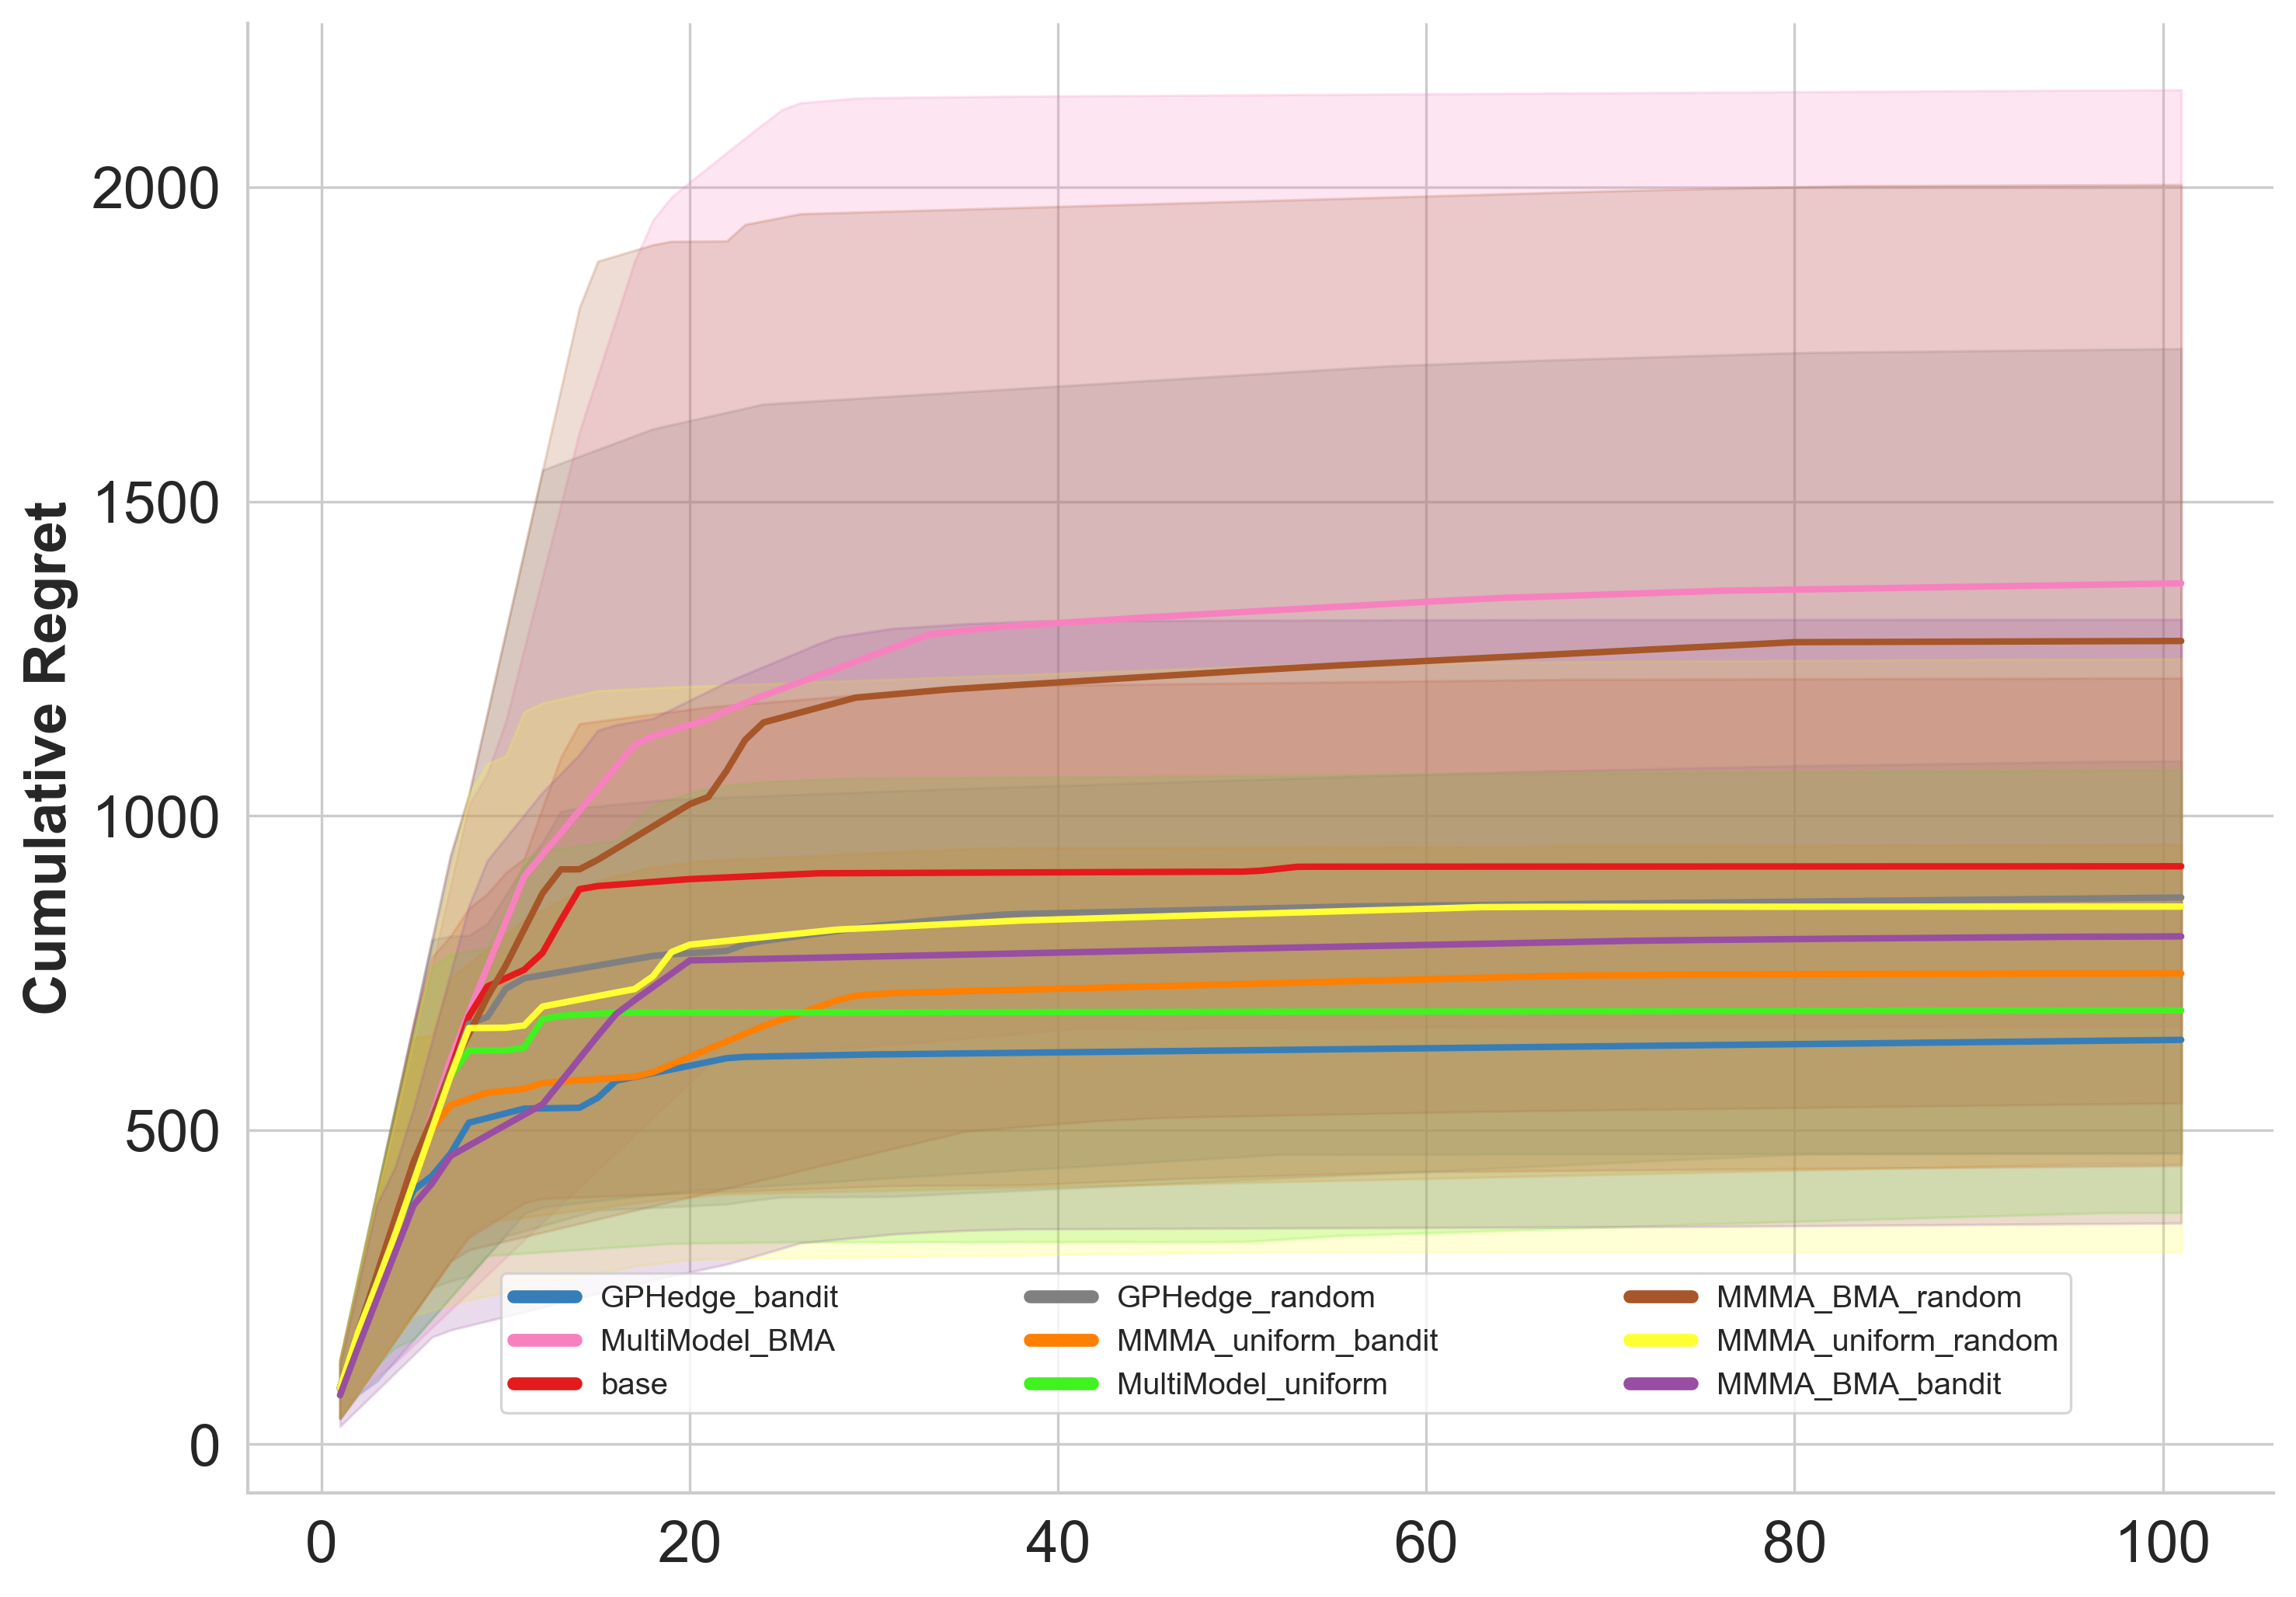 Cumulative Regret
2000
1500
1000
500
0
GPHedge_bandit
MultiModel_BMA
base
GPHedge_random
MMMA_uniform_bandit
MultiModel_uniform
MMMA_BMA_random
MMMA_uniform_random
MMMA_BMA_bandit
0 20 40 60 80 100